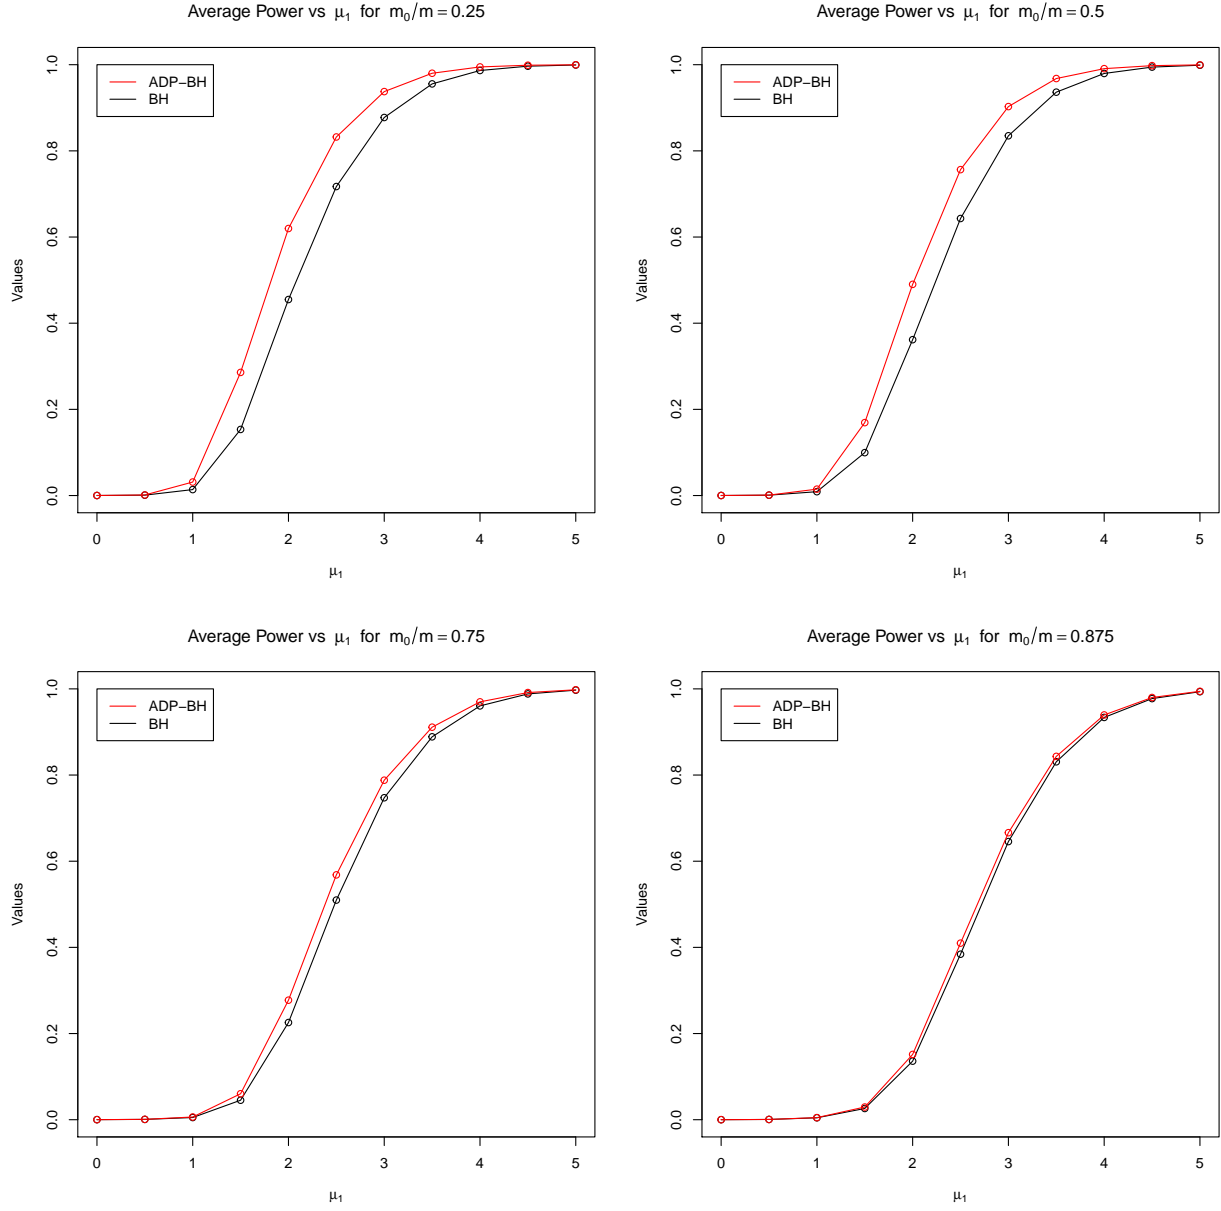 Average Power vs μ₁ for m₀/m = 0.25
ADP−BH
BH
Values
0.0 0.2 0.4 0.6 0.8 1.0
0 1 2 3 4 5
μ₁
Average Power vs μ₁ for m₀/m = 0.5
ADP−BH
BH
Values
0.0 0.2 0.4 0.6 0.8 1.0
0 1 2 3 4 5
μ₁
Average Power vs μ₁ for m₀/m = 0.75
ADP−BH
BH
Values
0.0 0.2 0.4 0.6 0.8 1.0
0 1 2 3 4 5
μ₁
Average Power vs μ₁ for m₀/m = 0.875
ADP−BH
BH
Values
0.0 0.2 0.4 0.6 0.8 1.0
0 1 2 3 4 5
μ₁